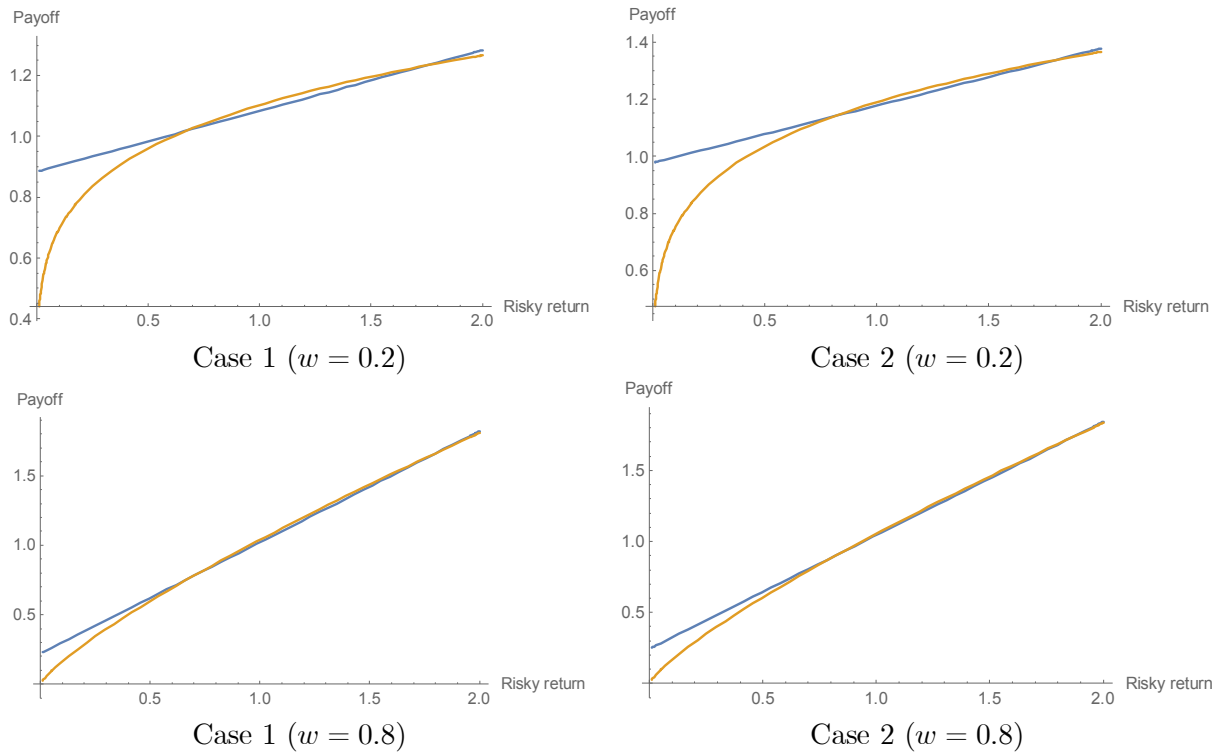 Payoff
1.2
1.0
0.8
0.6
0.4
0.5 1.0 1.5 2.0 Risky return
Case 1 (w = 0.2)
Payoff
1.4
1.2
1.0
0.8
0.6
0.5 1.0 1.5 2.0 Risky return
Case 2 (w = 0.2)
Payoff
1.5
1.0
0.5
0.5 1.0 1.5 2.0 Risky return
Case 1 (w = 0.8)
Payoff
1.5
1.0
0.5
0.5 1.0 1.5 2.0 Risky return
Case 2 (w = 0.8)